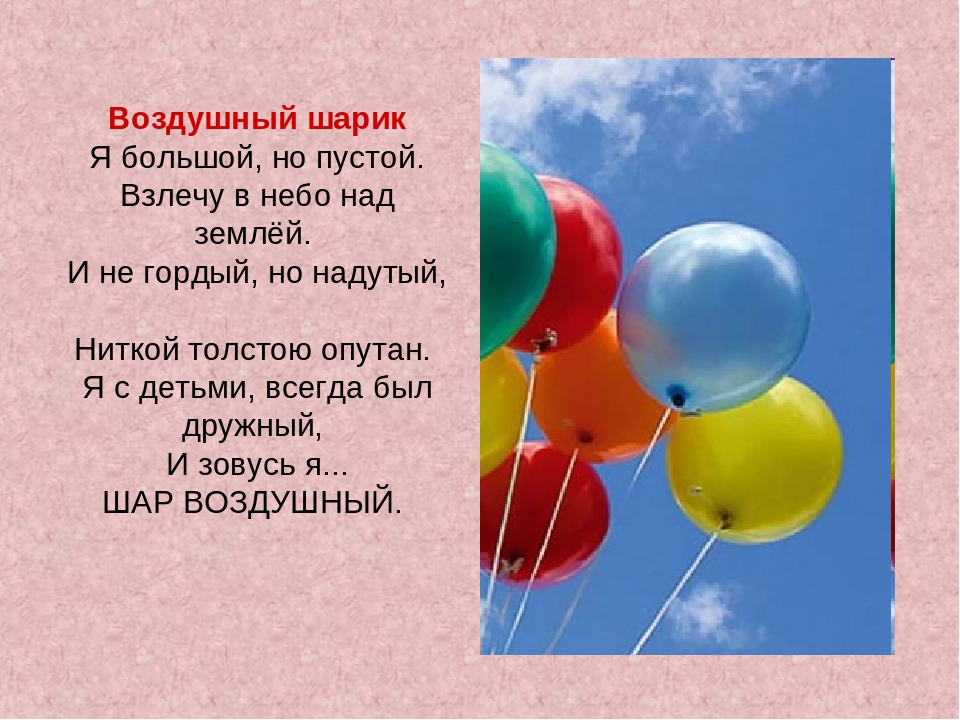 Воздушный шарик
Я большой, но пустой.
Взлечу в небо над
землёй.
И не гордый, но надутый,
Ниткой толстою опутан.
Я с детьми, всегда был
дружный,
И зовусь я...
ШАР ВОЗДУШНЫЙ.